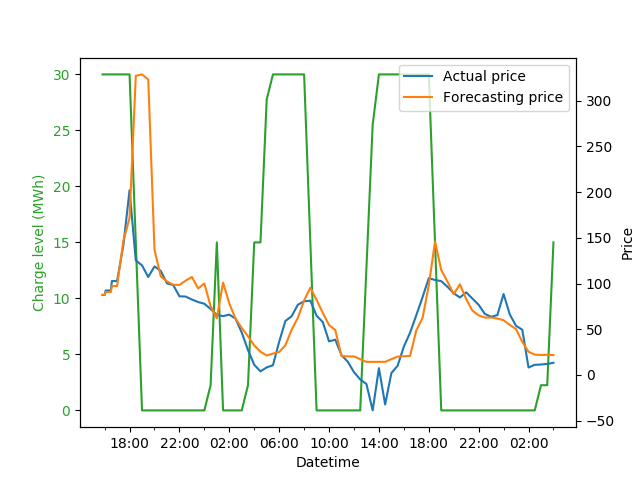 Actual price
Forecasting price
30
25
20
15
10
5
0
Charge level (MWh)
300
250
200
150
100
50
0
−50
Price
18:00 22:00 02:00 06:00 10:00 14:00 18:00 22:00 02:00
Datetime